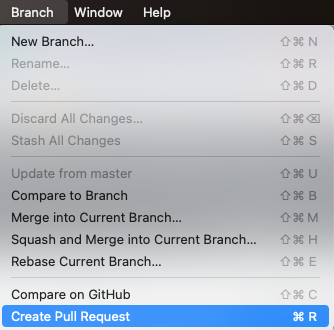 Branch Window Help
New Branch... ⇧⌘N
Rename... ⇧⌘R
Delete... ⇧⌘D
Discard All Changes... ⇧⌘⌫
Stash All Changes ⇧⌘S
Update from master ⇧⌘U
Compare to Branch ⇧⌘B
Merge into Current Branch... ⇧⌘M
Squash and Merge into Current Branch... ⇧⌘H
Rebase Current Branch... ⇧⌘E
Compare on GitHub ⇧⌘C
Create Pull Request ⌘R